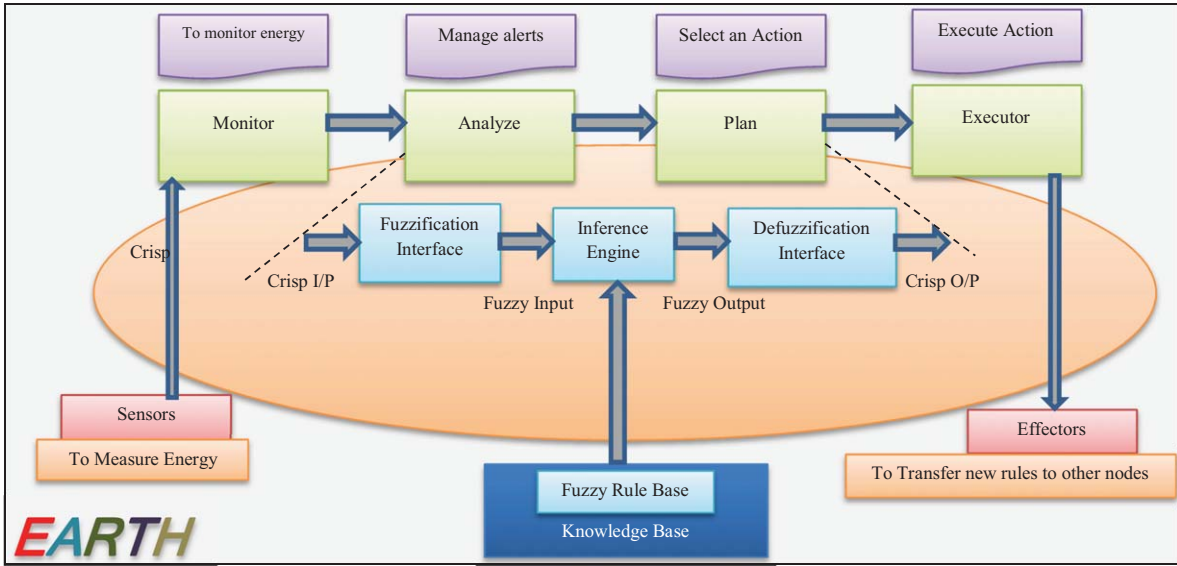 To monitor energy
Manage alerts
Select an Action
Execute Action
Monitor
Analyze
Plan
Executor
Fuzzification
Interface
Inference
Engine
Defuzzification
Interface
Crisp
Crisp I/P
Fuzzy Input
Fuzzy Output
Crisp O/P
Sensors
To Measure Energy
Effectors
To Transfer new rules to other nodes
Fuzzy Rule Base
Knowledge Base
EARTH